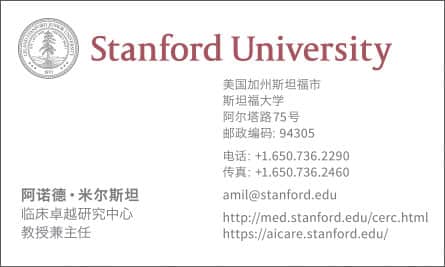 Stanford University
美国加州斯坦福市
斯坦福大学
阿尔塔路75号
邮政编码: 94305
电话: +1.650.736.2290
传真: +1.650.736.2460
阿诺德·米尔斯坦
临床卓越研究中心
教授兼主任
amil@stanford.edu
http://med.stanford.edu/cerc.html
https://aicare.stanford.edu/